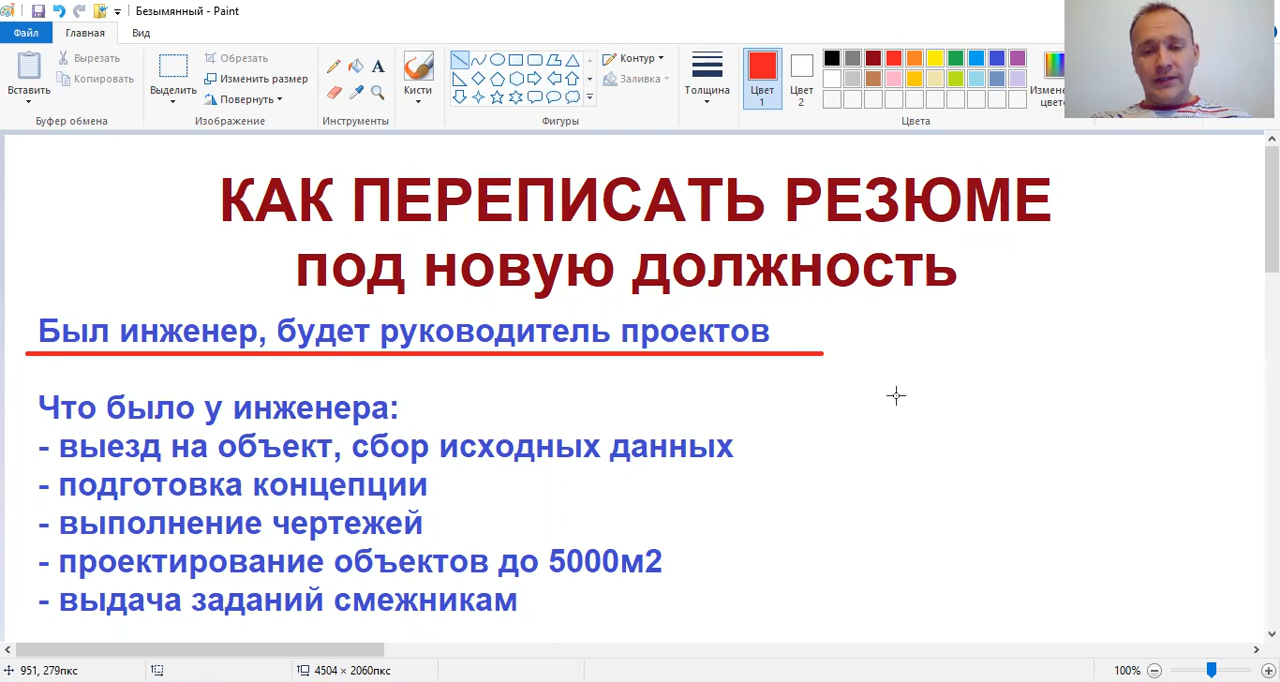 Безымянный - Paint
Файл Главная Вид
Вставить
Вырезать
Копировать
Буфер обмена
Выделить
Обрезать
Изменить размер
Повернуть
Изображение
A
Инструменты
Кисти
Контур
Заливка
Фигуры
Толщина
Цвет 1
Цвет 2
Цвета
КАК ПЕРЕПИСАТЬ РЕЗЮМЕ
под новую должность
Был инженер, будет руководитель проектов
Что было у инженера:
- выезд на объект, сбор исходных данных
- подготовка концепции
- выполнение чертежей
- проектирование объектов до 5000м2
- выдача заданий смежникам
951, 279пкс 4504 × 2060пкс 100%